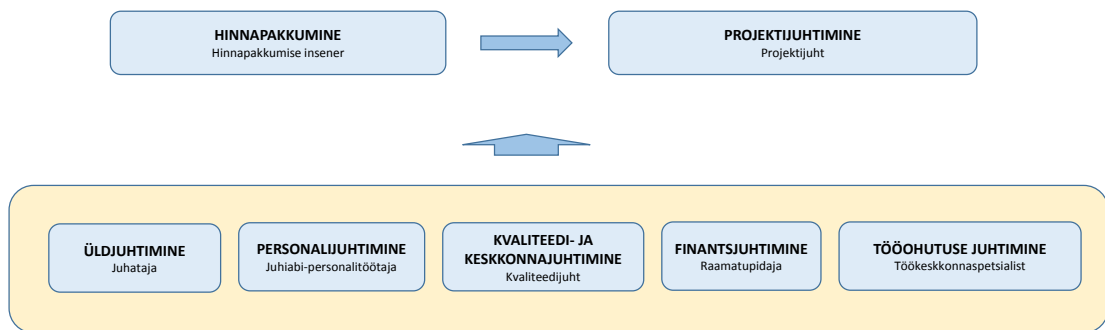 HINNAPAKKUMINE
Hinnapakkumise insener
PROJEKTIJUHTIMINE
Projektijuht
ÜLDJUHTIMINE
Juhataja
PERSONALIJUHTIMINE
Juhiabi-personalitöötaja
KVALITEEDI- JA
KESKKONNAJUHTIMINE
Kvaliteedijuht
FINANTSJUHTIMINE
Raamatupidaja
TÖÖOHUTUSE JUHTIMINE
Töökeskkonnaspetsialist